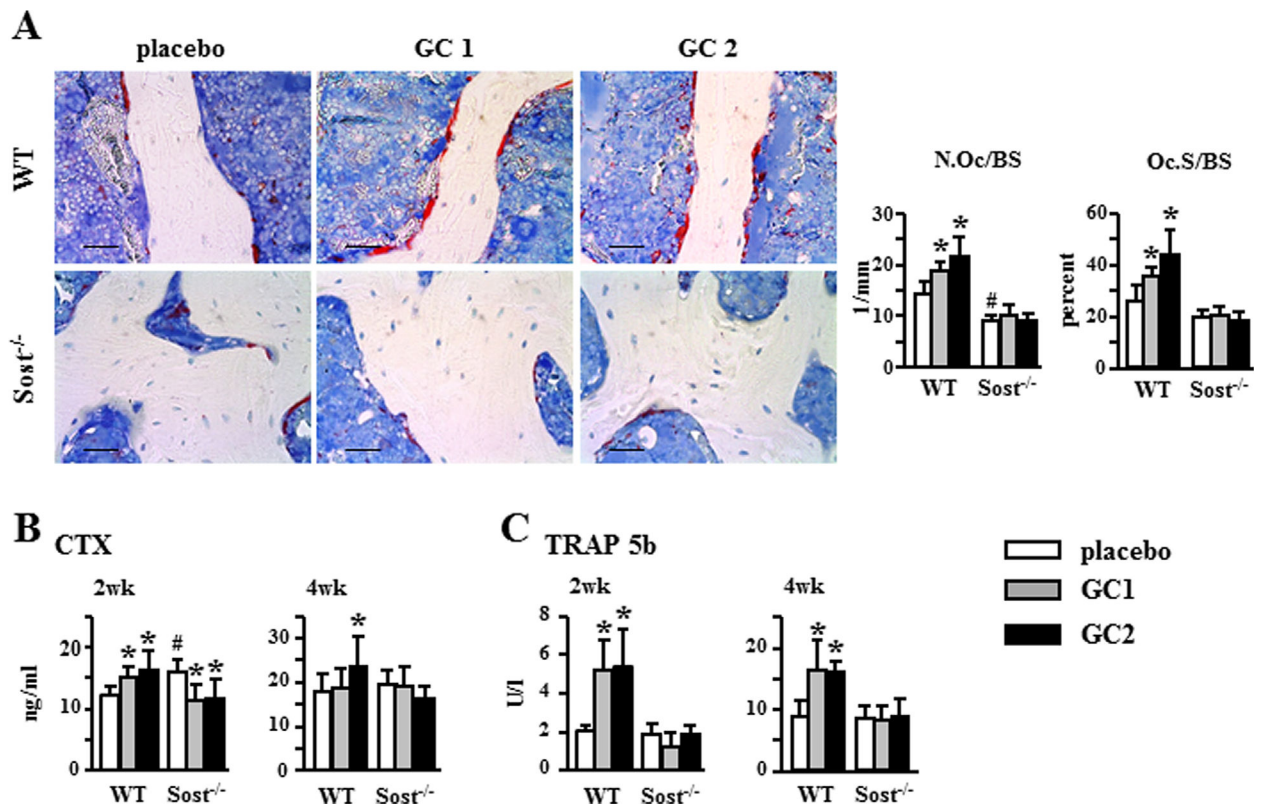 A
placebo GC 1 GC 2
WT
Sost-/-
N.Oc/BS
1/mm
30
20
10
0
*
*
#
WT Sost-/-
Oc.S/BS
percent
60
40
20
0
*
*
WT Sost-/-
B CTX
2wk
ng/ml
20
10
0
*
*
#
*
*
WT Sost-/-
4wk
30
20
10
0
*
WT Sost-/-
C TRAP 5b
2wk
U/l
8
6
4
2
0
*
*
WT Sost-/-
4wk
20
10
0
*
*
WT Sost-/-
placebo
GC1
GC2